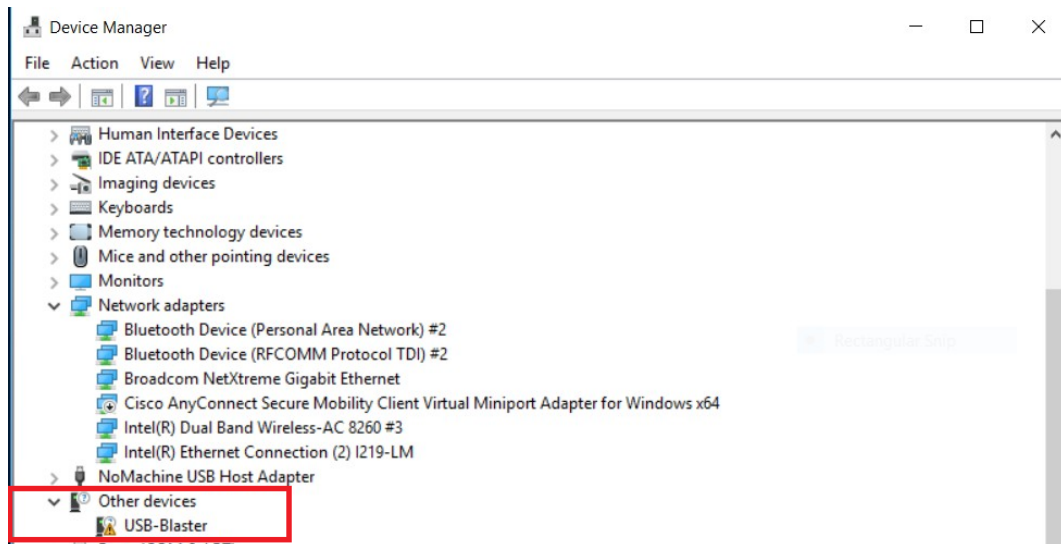 Device Manager
File Action View Help
Human Interface Devices
IDE ATA/ATAPI controllers
Imaging devices
Keyboards
Memory technology devices
Mice and other pointing devices
Monitors
Network adapters
Bluetooth Device (Personal Area Network) #2
Bluetooth Device (RFCOMM Protocol TDI) #2
Rectangular Snip
Broadcom NetXtreme Gigabit Ethernet
Cisco AnyConnect Secure Mobility Client Virtual Miniport Adapter for Windows x64
Intel(R) Dual Band Wireless-AC 8260 #3
Intel(R) Ethernet Connection (2) I219-LM
NoMachine USB Host Adapter
Other devices
USB-Blaster